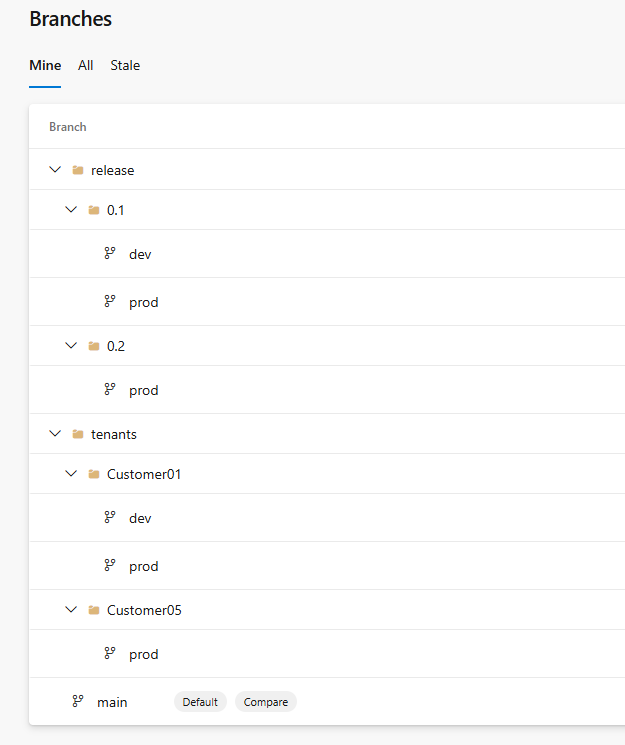 Branches
Mine All Stale
Branch
release
0.1
dev
prod
0.2
prod
tenants
Customer01
dev
prod
Customer05
prod
main Default Compare